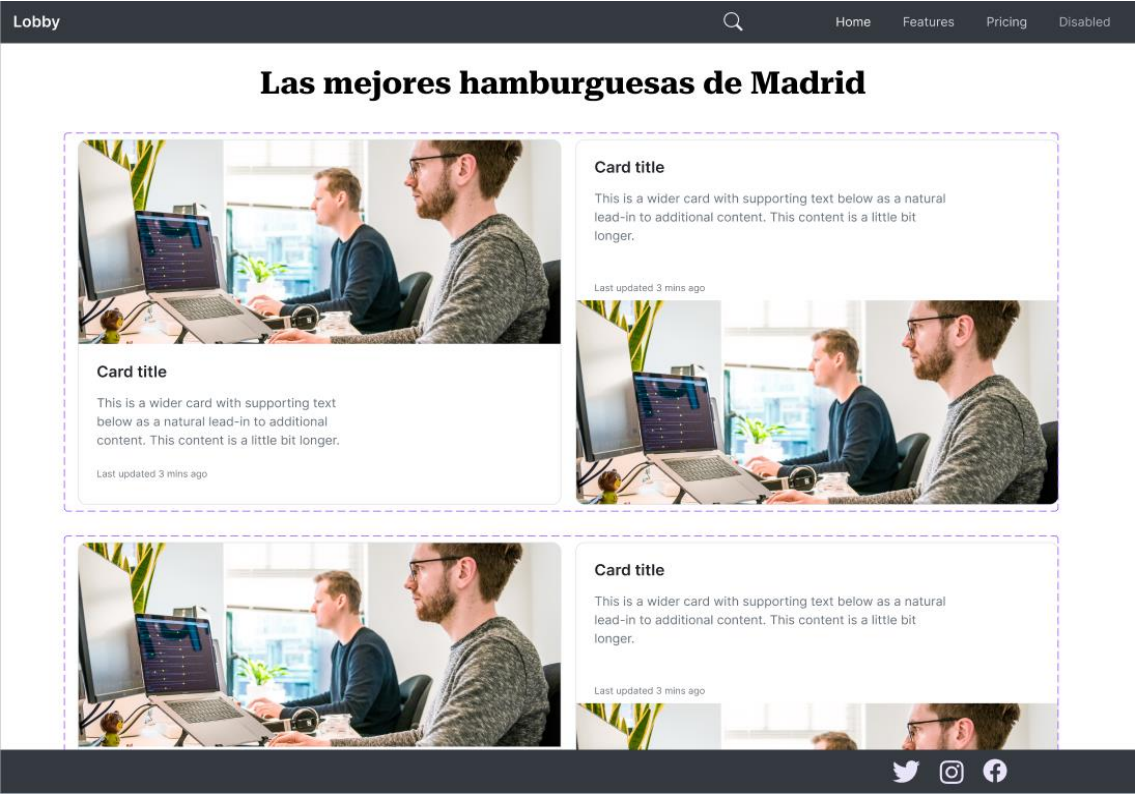 Lobby
Home Features Pricing Disabled
Las mejores hamburguesas de Madrid
Card title
This is a wider card with supporting text
below as a natural lead-in to additional
content. This content is a little bit longer.
Last updated 3 mins ago
Card title
This is a wider card with supporting text below as a natural
lead-in to additional content. This content is a little bit
longer.
Last updated 3 mins ago
Card title
This is a wider card with supporting text below as a natural
lead-in to additional content. This content is a little bit
longer.
Last updated 3 mins ago